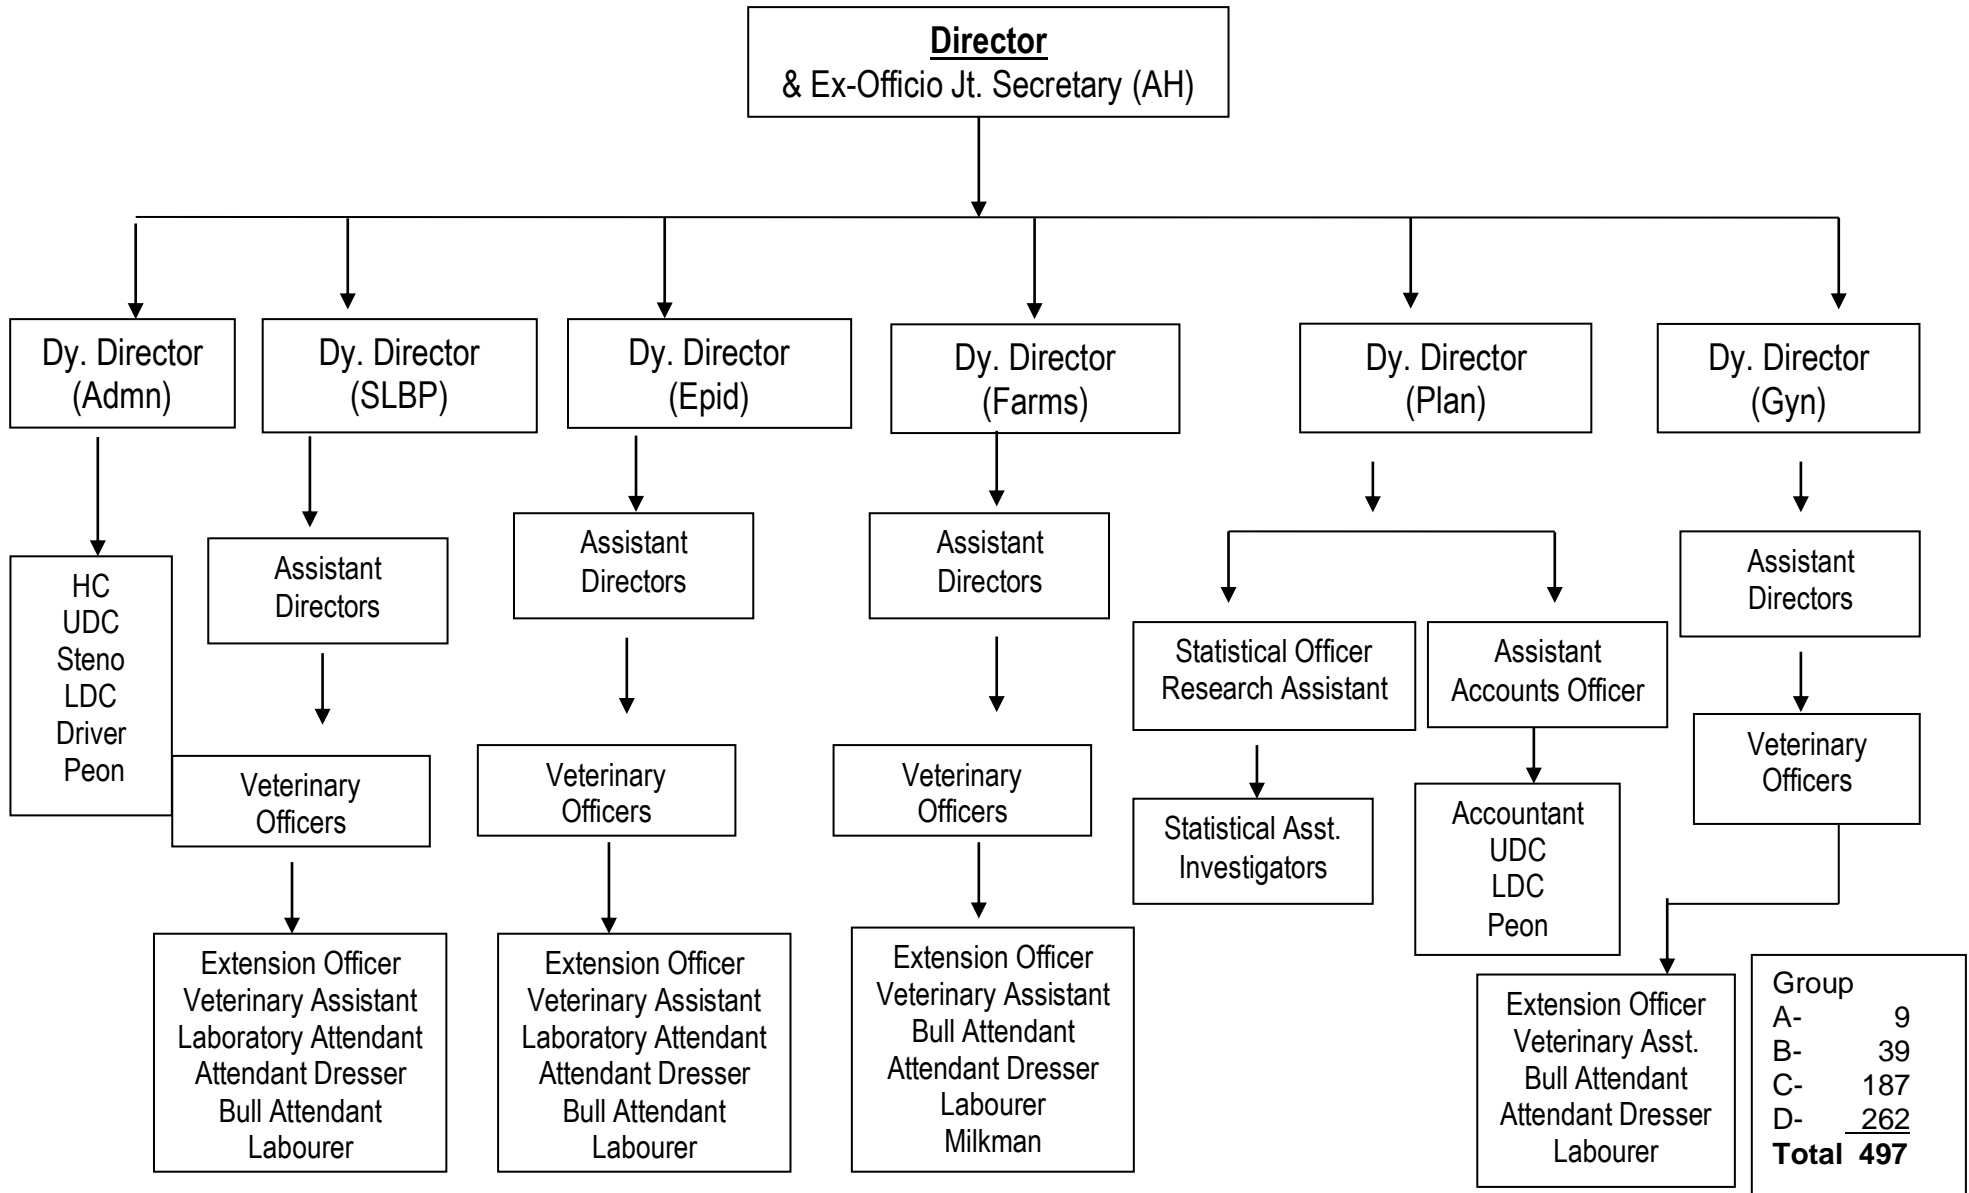 Director
& Ex-Officio Jt. Secretary (AH)
Dy. Director
(Admn)
Dy. Director
(SLBP)
Dy. Director
(Epid)
Dy. Director
(Farms)
Dy. Director
(Plan)
Dy. Director
(Gyn)
HC
UDC
Steno
LDC
Driver
Peon
Assistant
Directors
Assistant
Directors
Assistant
Directors
Statistical Officer
Research Assistant
Assistant
Accounts Officer
Assistant
Directors
Veterinary
Officers
Veterinary
Officers
Veterinary
Officers
Statistical Asst.
Investigators
Accountant
UDC
LDC
Peon
Veterinary
Officers
Extension Officer
Veterinary Assistant
Laboratory Attendant
Attendant Dresser
Bull Attendant
Labourer
Extension Officer
Veterinary Assistant
Laboratory Attendant
Attendant Dresser
Bull Attendant
Labourer
Extension Officer
Veterinary Assistant
Bull Attendant
Attendant Dresser
Labourer
Milkman
Extension Officer
Veterinary Asst.
Bull Attendant
Attendant Dresser
Labourer
Group
A- 9
B- 39
C- 187
D- 262
Total 497